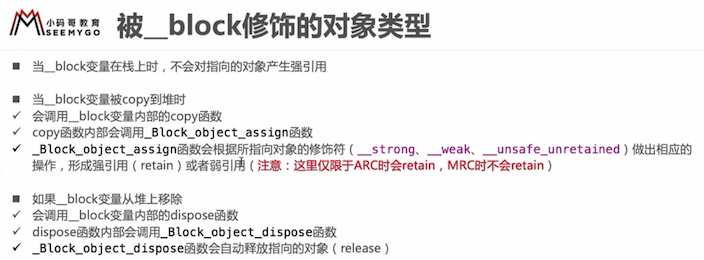 小码哥教育
SEEMYGO
被__block修饰的对象类型
当__block变量在栈上时，不会对指向的对象产生强引用
当__block变量被copy到堆时
会调用__block变量内部的copy函数
copy函数内部会调用_Block_object_assign函数
_Block_object_assign函数会根据所指向对象的修饰符（__strong、__weak、__unsafe_unretained）做出相应的
操作，形成强引用（retain）或者弱引用（注意：这里仅限于ARC时会retain，MRC时不会retain）
如果__block变量从堆上移除
会调用__block变量内部的dispose函数
dispose函数内部会调用_Block_object_dispose函数
_Block_object_dispose函数会自动释放指向的对象（release）